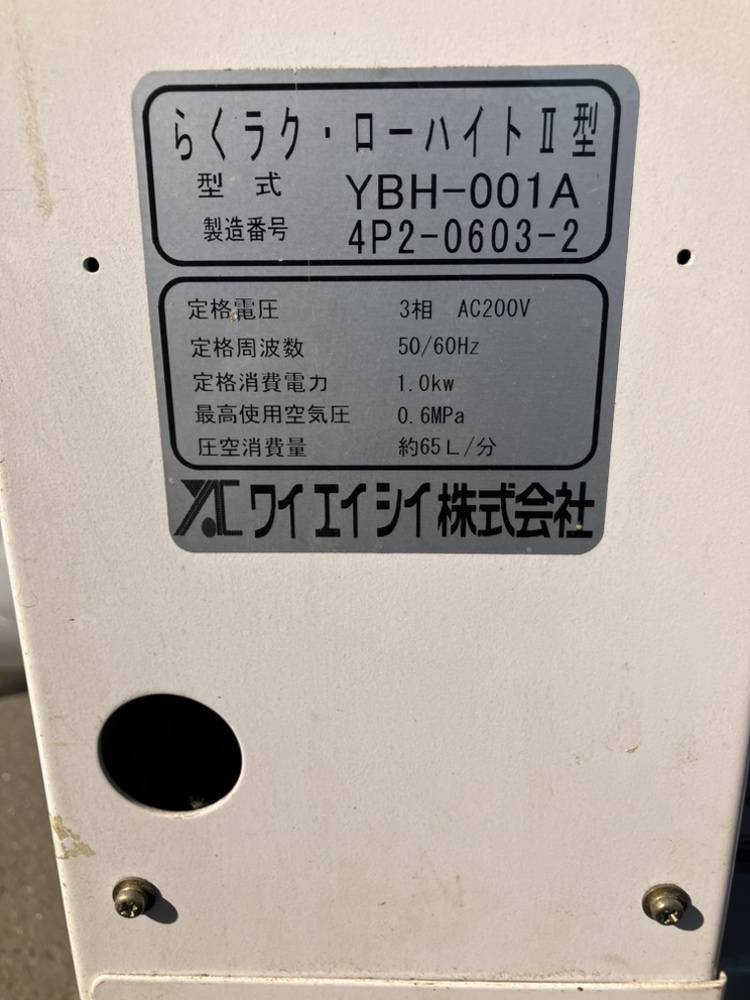 らくラク・ローハイトⅡ型
型式 YBH-001A
製造番号 4P2-0603-2
定格電圧 3相 AC200V
定格周波数 50/60Hz
定格消費電力 1.0kw
最高使用空気圧 0.6MPa
圧空消費量 約65L/分
YAC ワイエイシイ株式会社